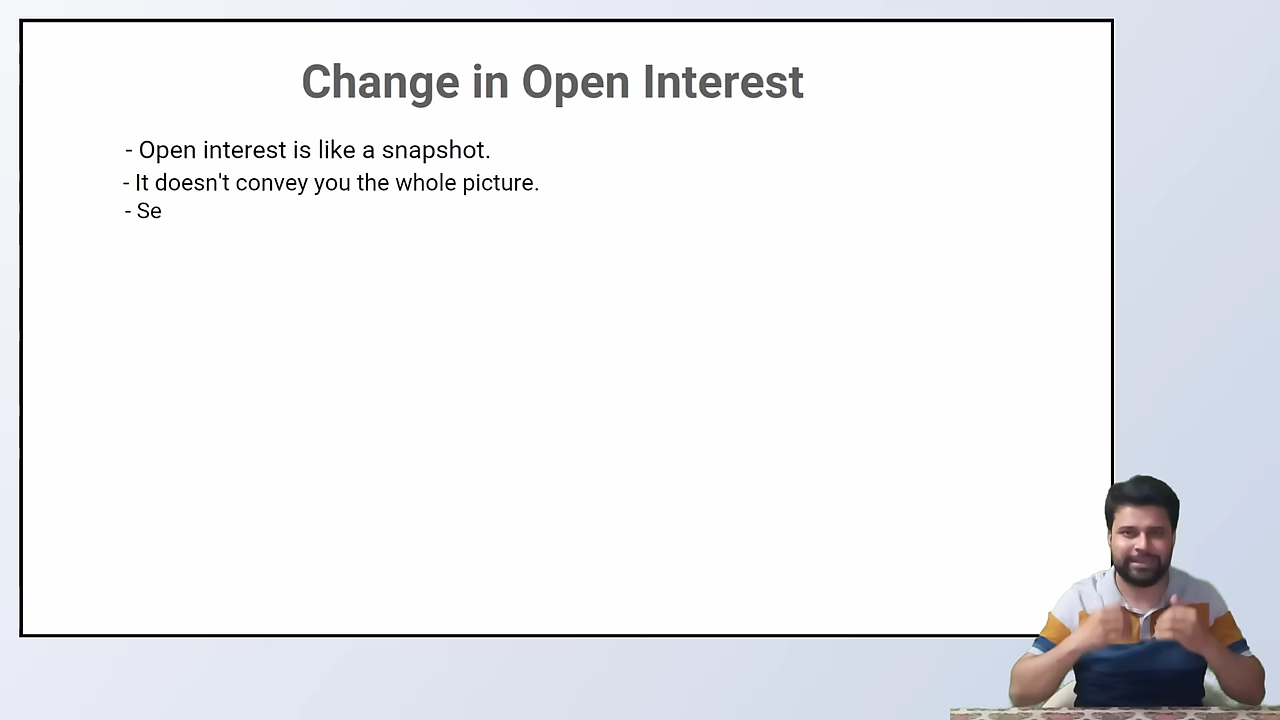 Change in Open Interest
- Open interest is like a snapshot.
- It doesn't convey you the whole picture.
- Se